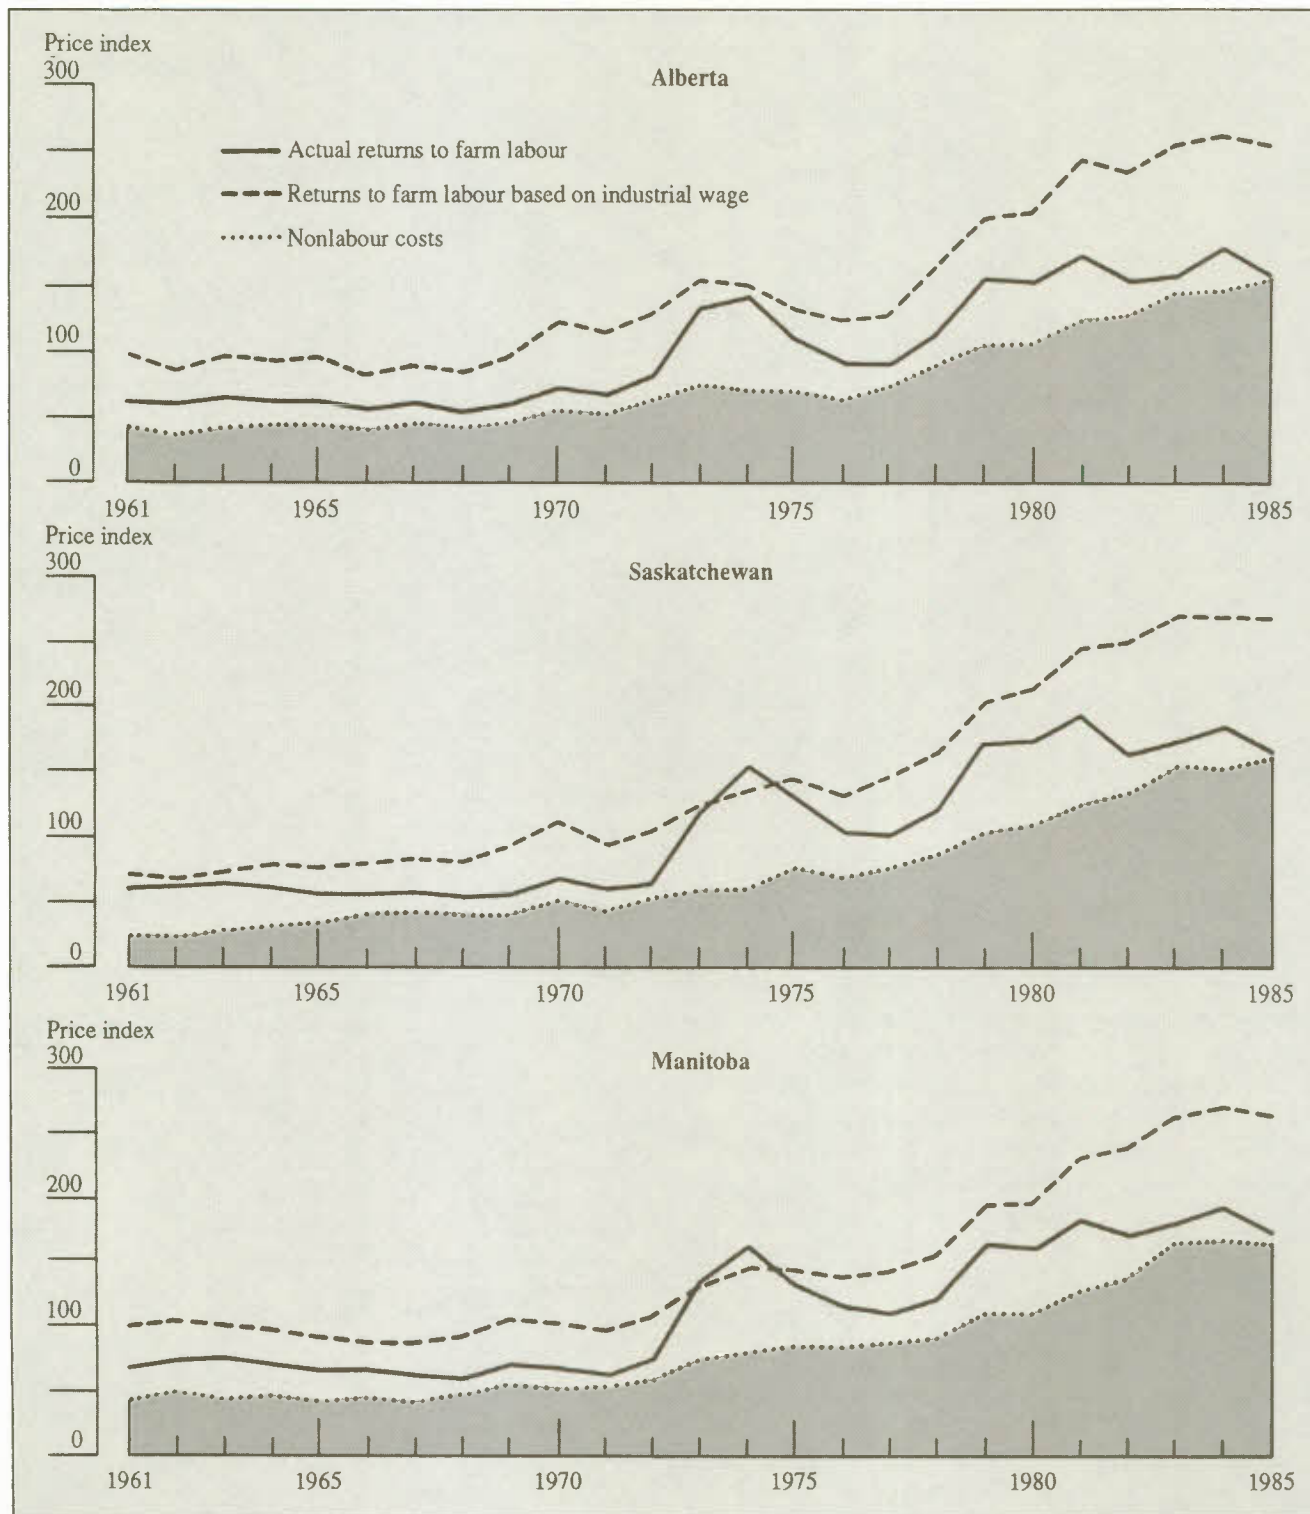 Price index
300
Alberta
Actual returns to farm labour
Returns to farm labour based on industrial wage
200
Nonlabour costs
100
0
1961 1965 1970 1975 1980 1985
Price index
300
Saskatchewan
200
100
0
1961 1965 1970 1975 1980 1985
Price index
300
Manitoba
200
100
0
1961 1965 1970 1975 1980 1985